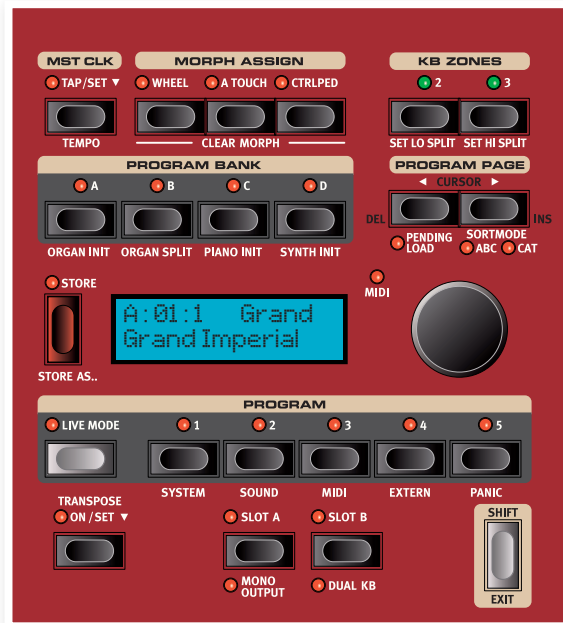 MST CLK
TAP/SET ▼
TEMPO
MORPH ASSIGN
WHEEL A TOUCH CTRLPED
CLEAR MORPH
KB ZONES
2 3
SET LO SPLIT SET HI SPLIT
PROGRAM BANK
A B C D
ORGAN INIT ORGAN SPLIT PIANO INIT SYNTH INIT
PROGRAM PAGE
◄ CURSOR ►
DEL INS
PENDING LOAD
SORTMODE
ABC CAT
STORE
STORE AS..
A:01:1 Grand
Grand Imperial
MIDI
PROGRAM
LIVE MODE 1 2 3 4 5
SYSTEM SOUND MIDI EXTERN PANIC
TRANSPOSE
ON/SET ▼
SLOT A SLOT B
MONO OUTPUT
DUAL KB
SHIFT
EXIT